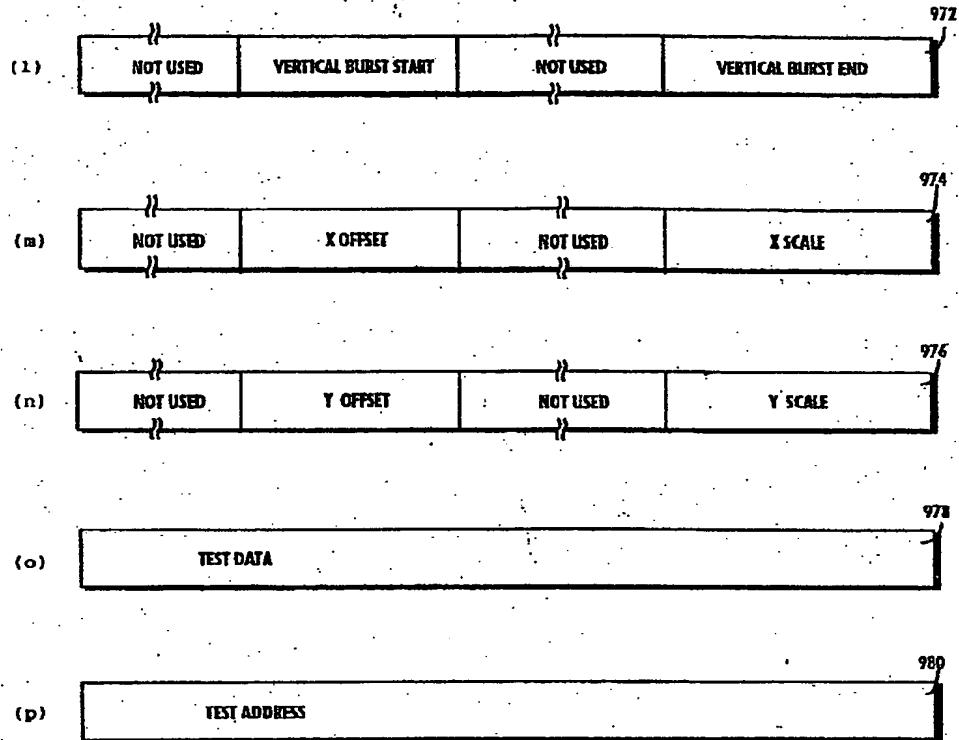 972
(l) NOT USED VERTICAL BURST START NOT USED VERTICAL BURST END
974
(m) NOT USED X OFFSET NOT USED X SCALE
976
(n) NOT USED Y OFFSET NOT USED Y SCALE
978
(o) TEST DATA
980
(p) TEST ADDRESS